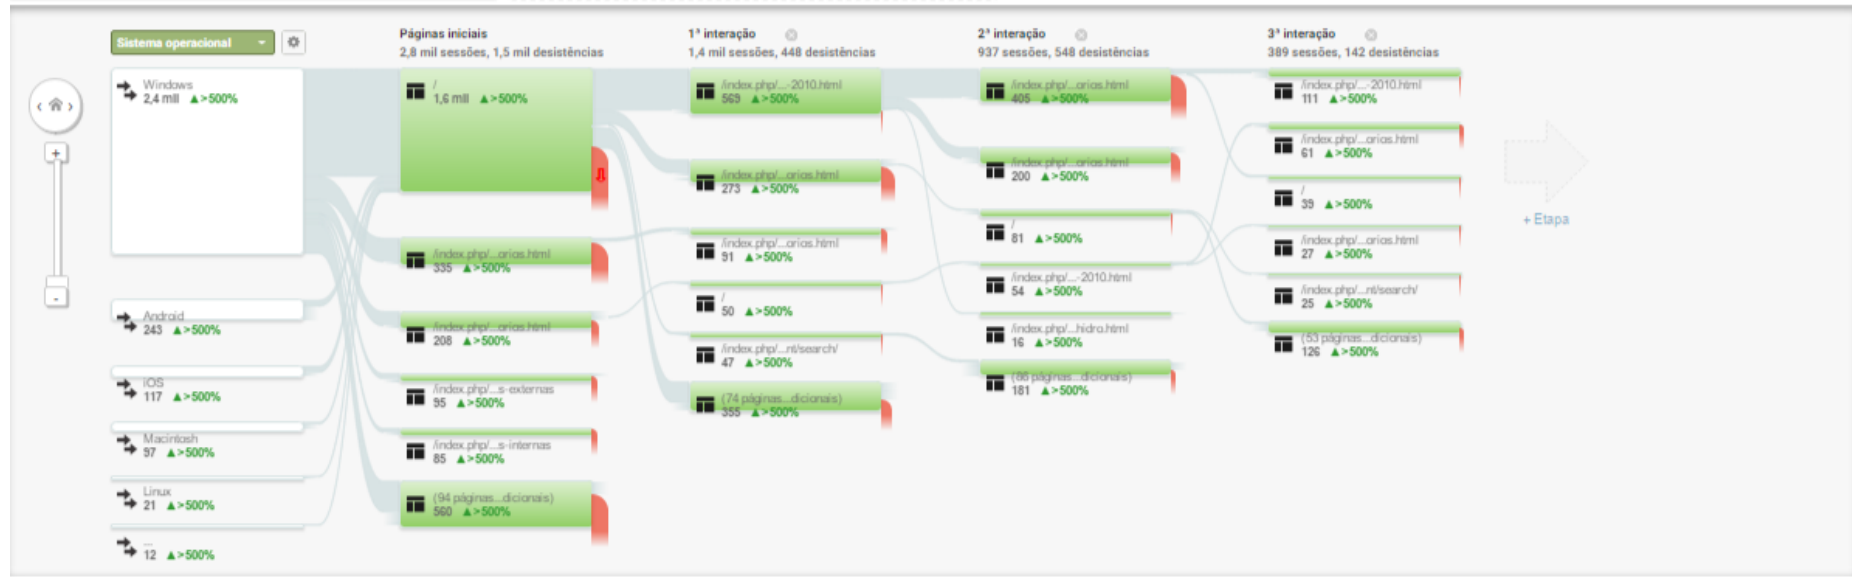 Sistema operacional
Windows
2,4 mil ▲>500%
Android
243 ▲>500%
iOS
117 ▲>500%
Macintosh
97 ▲>500%
Linux
21 ▲>500%
...
12 ▲>500%
Páginas iniciais
2,8 mil sessões, 1,5 mil desistências
/
1,6 mil ▲>500%
/index.php/...orios.html
335 ▲>500%
/index.php/...orios.html
208 ▲>500%
/index.php/...s-externas
95 ▲>500%
/index.php/...s-internas
85 ▲>500%
(94 páginas...dicionais)
560 ▲>500%
1ª interação
1,4 mil sessões, 448 desistências
/index.php/...-2010.html
569 ▲>500%
/index.php/...orios.html
273 ▲>500%
/index.php/...orios.html
91 ▲>500%
/
50 ▲>500%
/index.php/...nt/search/
47 ▲>500%
(74 páginas...dicionais)
355 ▲>500%
2ª interação
937 sessões, 548 desistências
/index.php/...orios.html
405 ▲>500%
/index.php/...orios.html
200 ▲>500%
/
81 ▲>500%
/index.php/...-2010.html
54 ▲>500%
/index.php/...hidro.html
16 ▲>500%
(86 páginas...dicionais)
181 ▲>500%
3ª interação
389 sessões, 142 desistências
/index.php/...-2010.html
111 ▲>500%
/index.php/...orios.html
61 ▲>500%
/
39 ▲>500%
/index.php/...orios.html
27 ▲>500%
/index.php/...nt/search/
25 ▲>500%
(53 páginas...dicionais)
126 ▲>500%
+ Etapa